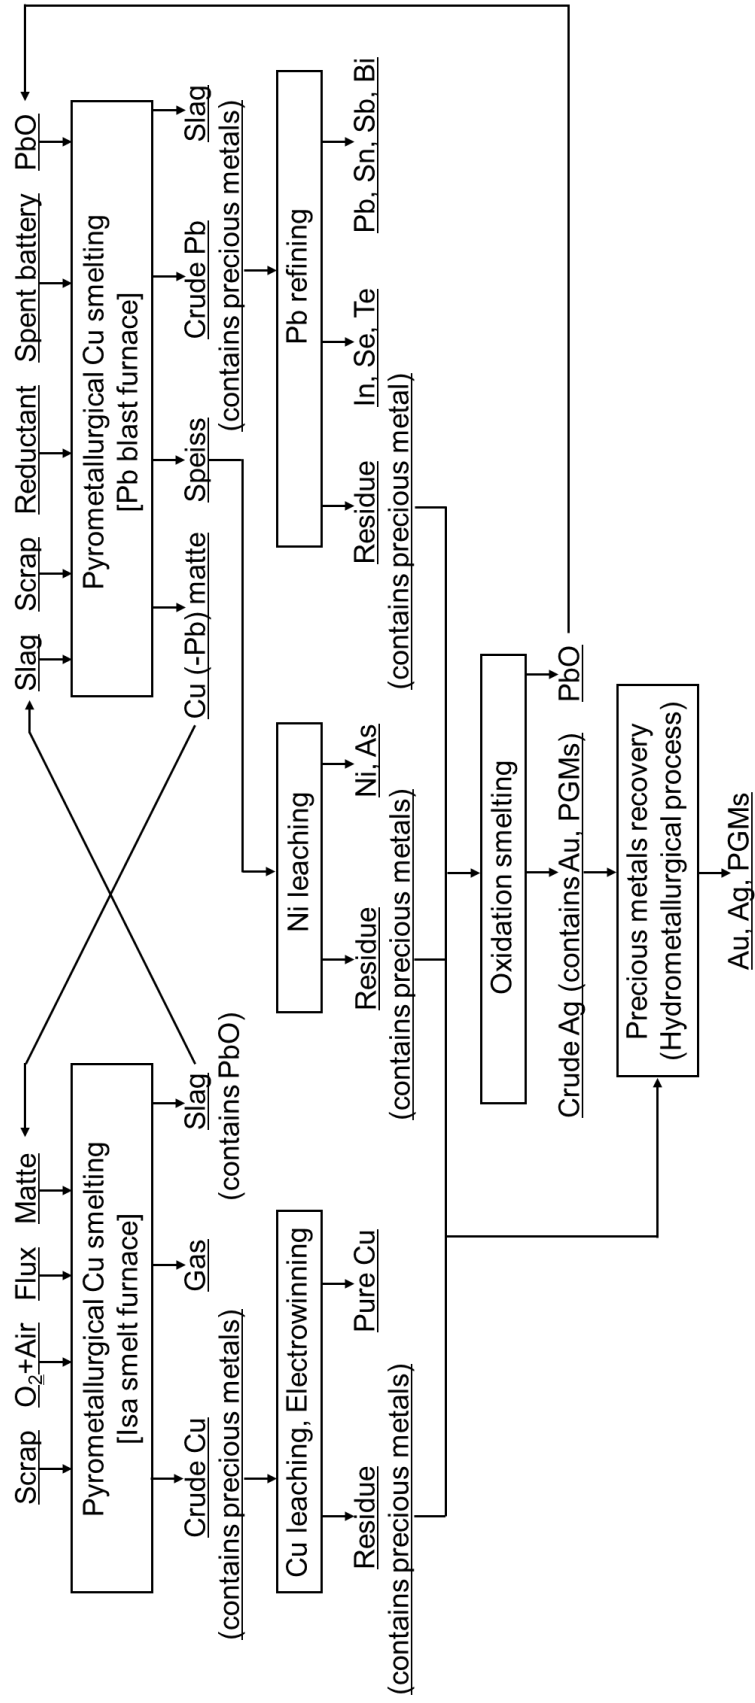 Scrap
O2+Air
Flux
Matte
Pyrometallurgical Cu smelting
[Isa smelt furnace]
Crude Cu
(contains precious metals)
Gas
Slag
(contains PbO)
Cu leaching, Electrowinning
Residue
(contains precious metals)
Pure Cu
Slag
Scrap
Reductant
Spent battery
PbO
Pyrometallurgical Cu smelting
[Pb blast furnace]
Cu (-Pb) matte
Speiss
Crude Pb
(contains precious metals)
Slag
Ni leaching
Residue
(contains precious metals)
Ni, As
Pb refining
Residue
(contains precious metal)
In, Se, Te
Pb, Sn, Sb, Bi
Oxidation smelting
Crude Ag (contains Au, PGMs)
PbO
Precious metals recovery
(Hydrometallurgical process)
Au, Ag, PGMs